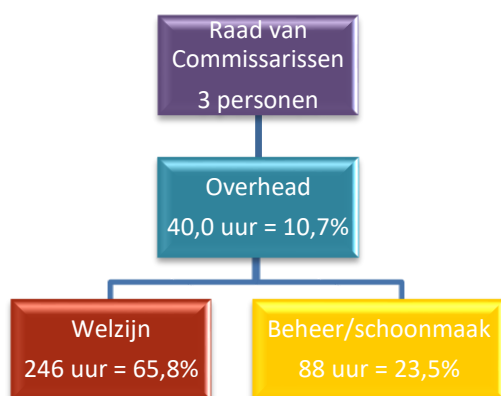 Raad van
Commissarissen
3 personen
Overhead
40,0 uur = 10,7%
Welzijn
246 uur = 65,8%
Beheer/schoonmaak
88 uur = 23,5%